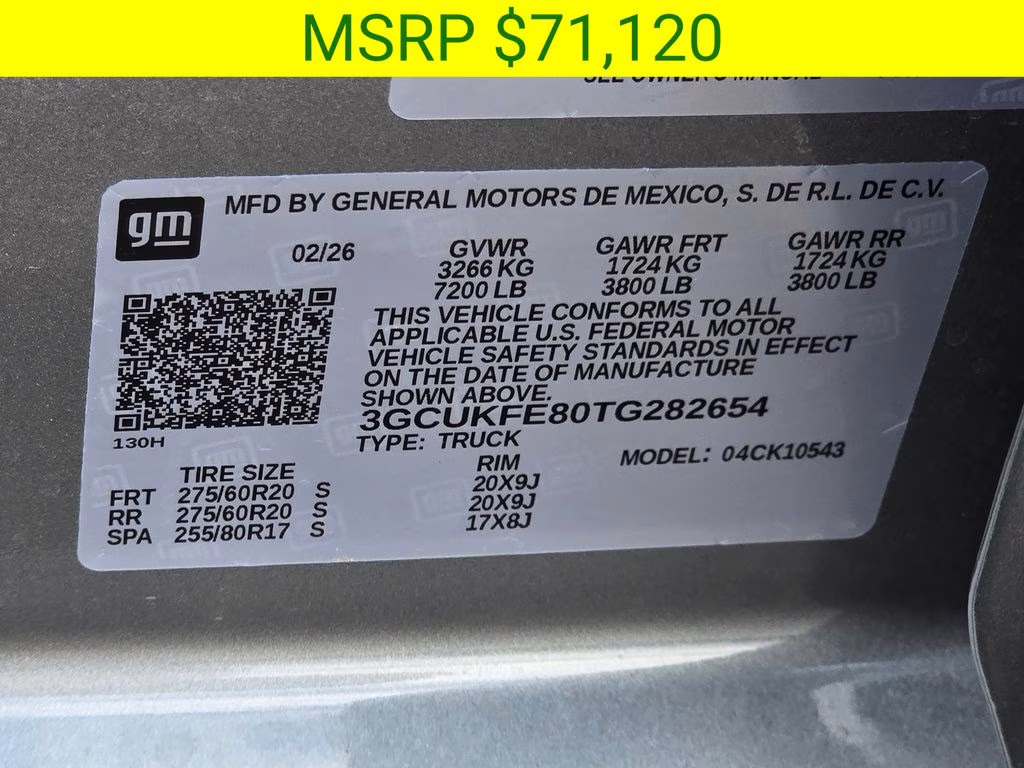 MSRP $71,120
SEE OWNER'S MANUAL
gm
MFD BY GENERAL MOTORS DE MEXICO, S. DE R.L. DE C.V.
02/26
GVWR GAWR FRT GAWR RR
3266 KG 1724 KG 1724 KG
7200 LB 3800 LB 3800 LB
THIS VEHICLE CONFORMS TO ALL
APPLICABLE U.S. FEDERAL MOTOR
VEHICLE SAFETY STANDARDS IN EFFECT
ON THE DATE OF MANUFACTURE
SHOWN ABOVE.
3GCUKFE80TG282654
130H
TYPE: TRUCK
MODEL: 04CK10543
TIRE SIZE RIM
FRT 275/60R20 S 20X9J
RR 275/60R20 S 20X9J
SPA 255/80R17 S 17X8J